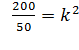 200/50 = k²